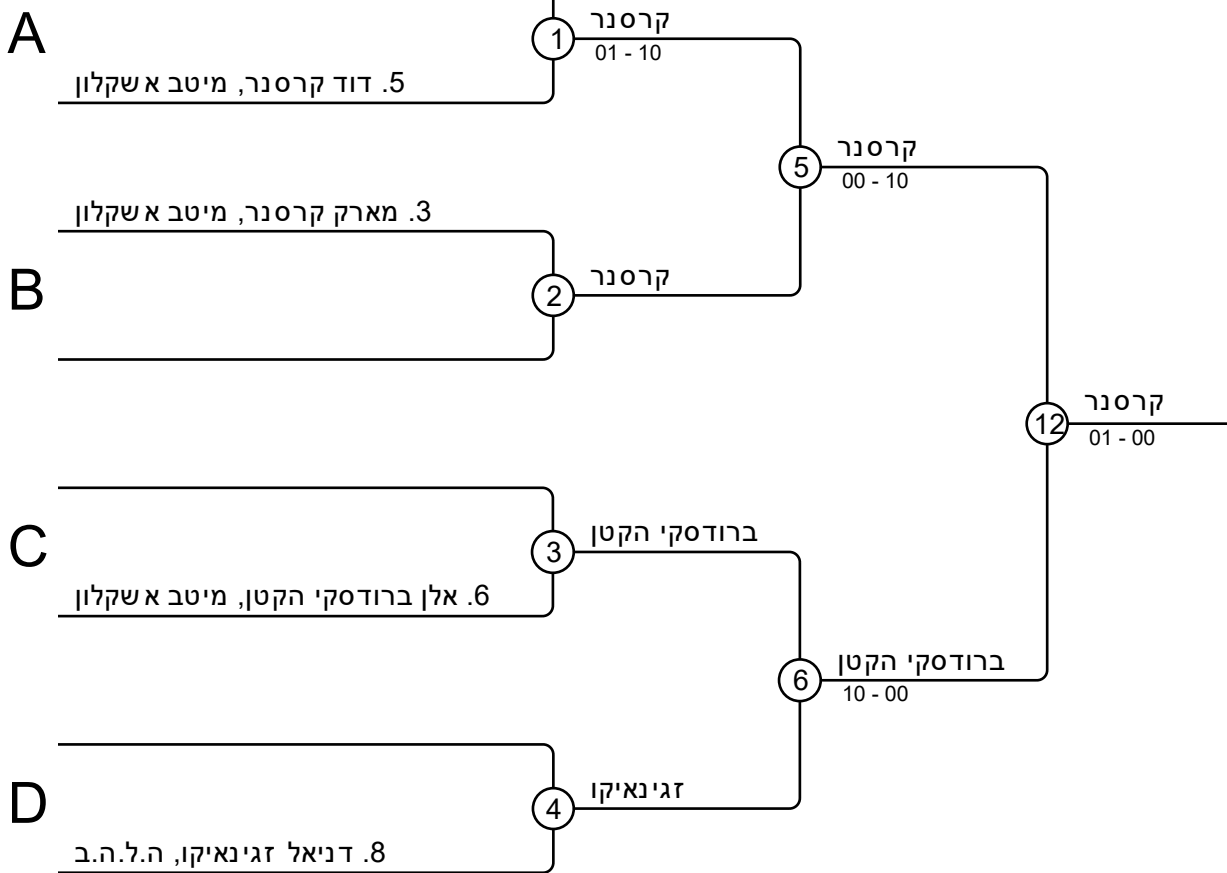 A
קרסנר
1
01 - 10
5. דוד קרסנר, מיטב אשקלון
קרסנר
5
00 - 10
3. מארק קרסנר, מיטב אשקלון
B
קרסנר
2
קרסנר
12
01 - 00
C
ברודסקי הקטן
3
6. אלן ברודסקי הקטן, מיטב אשקלון
ברודסקי הקטן
6
10 - 00
D
זגינאיקו
4
8. דניאל זגינאיקו, ה.ל.ה.ב